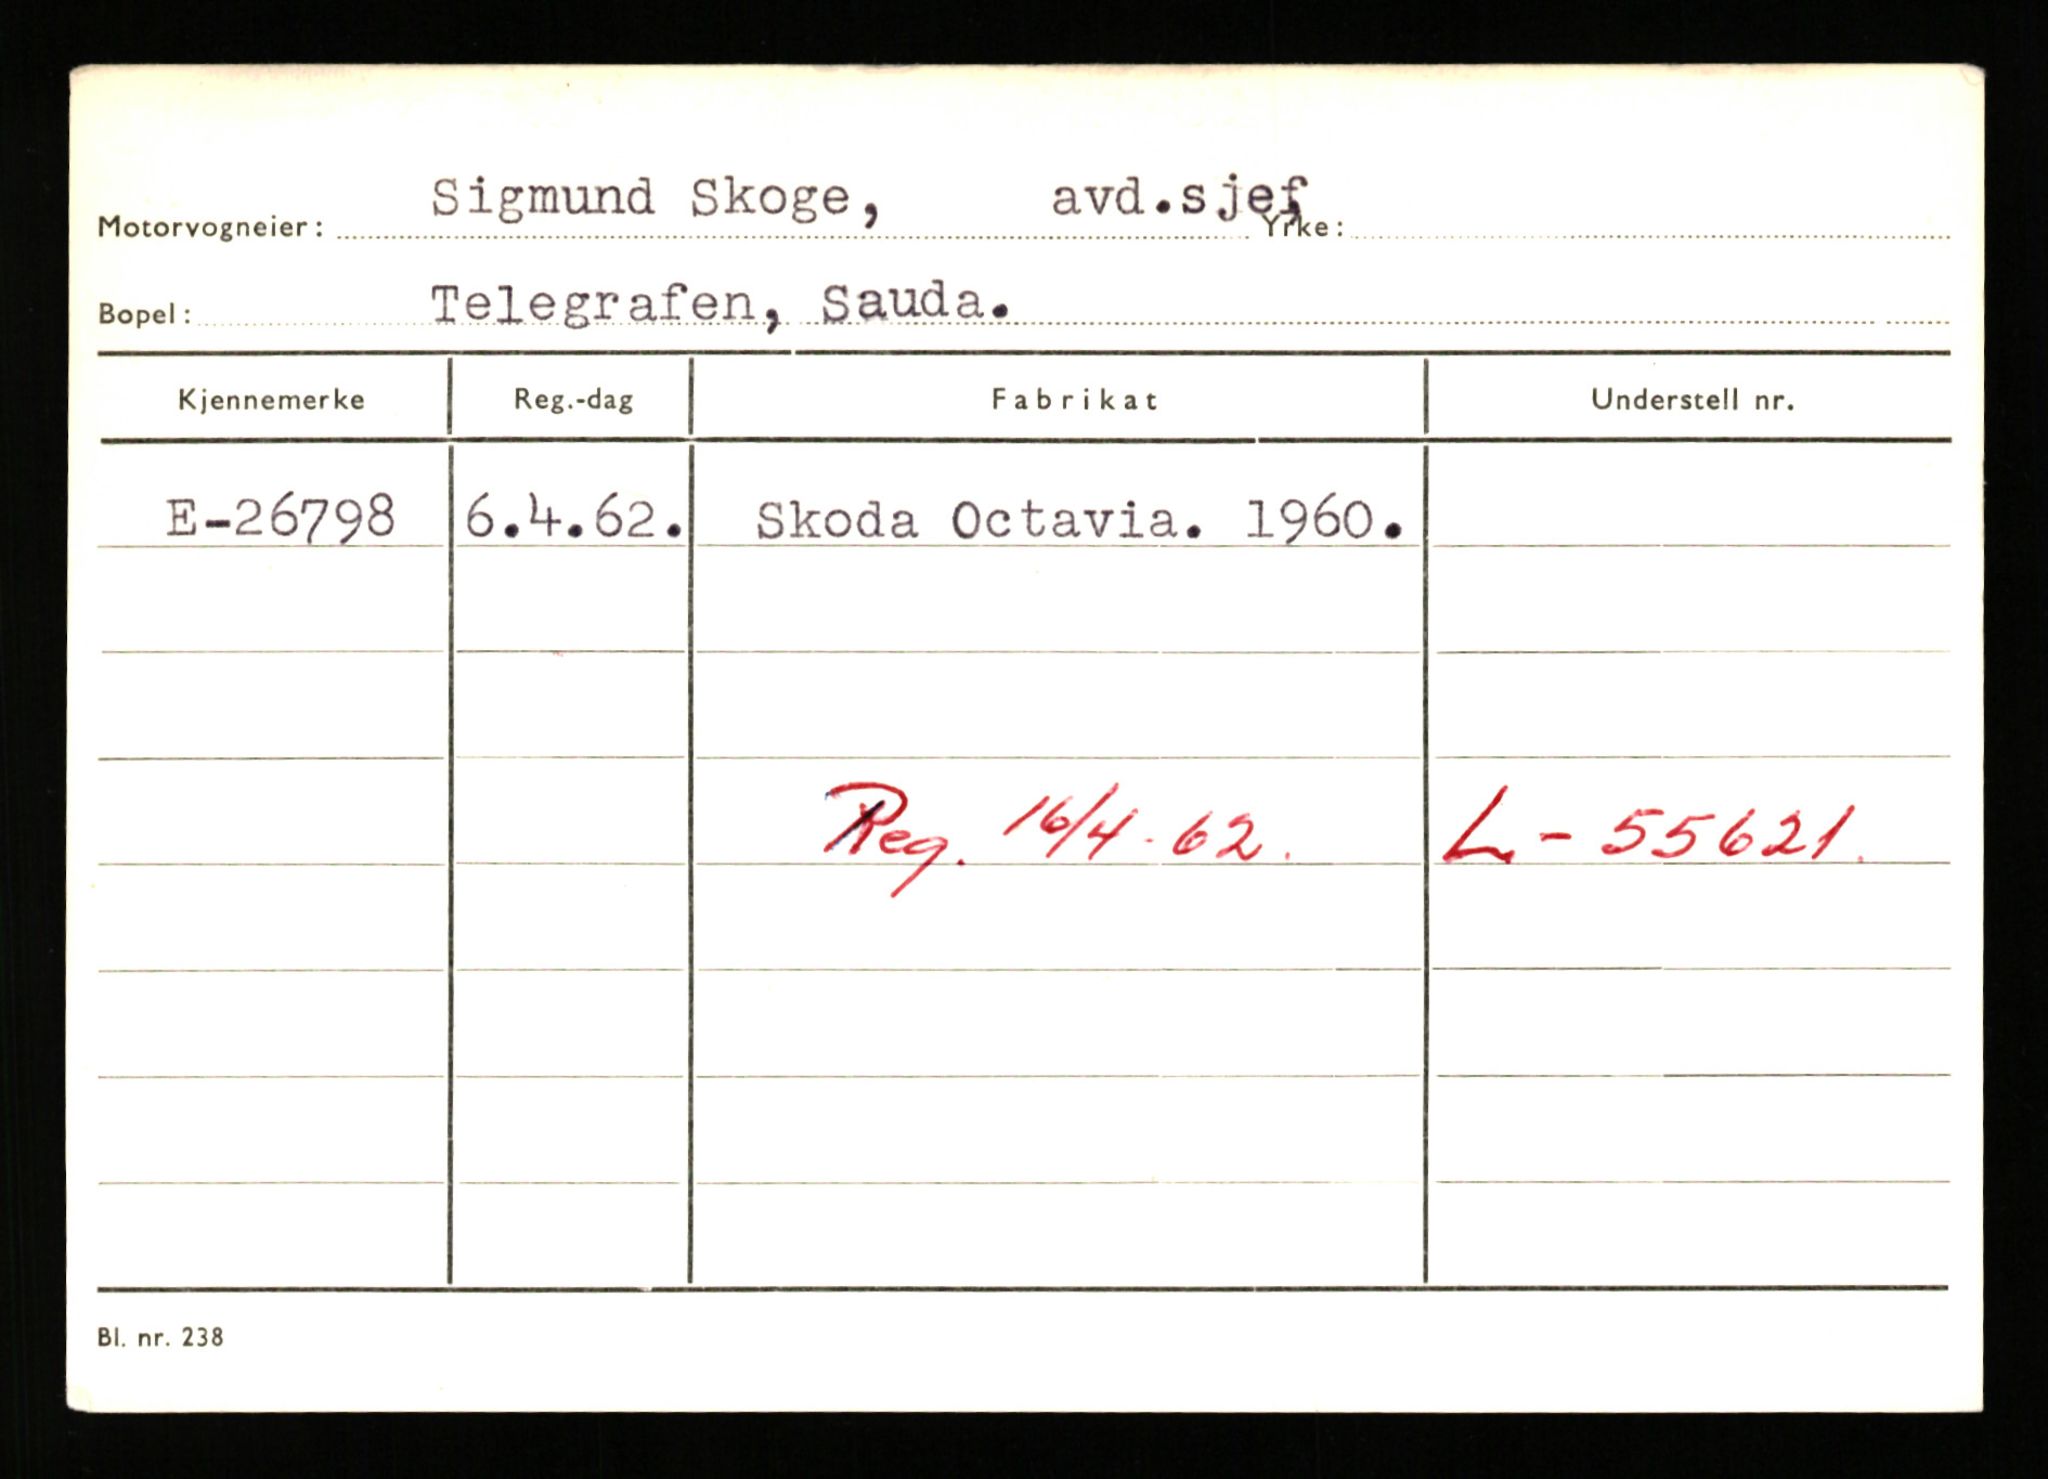 Motorvogneier: Sigmund Skoge, avd.sjef, Yrke:
Bopel: Telegrafen, Sauda.
Kjennemerke Reg.-dag Fabrikat Understell nr.
E-26798 6.4.62. Skoda Octavia. 1960.
Reg. 16/4-62. L-55621.
Bl. nr. 238